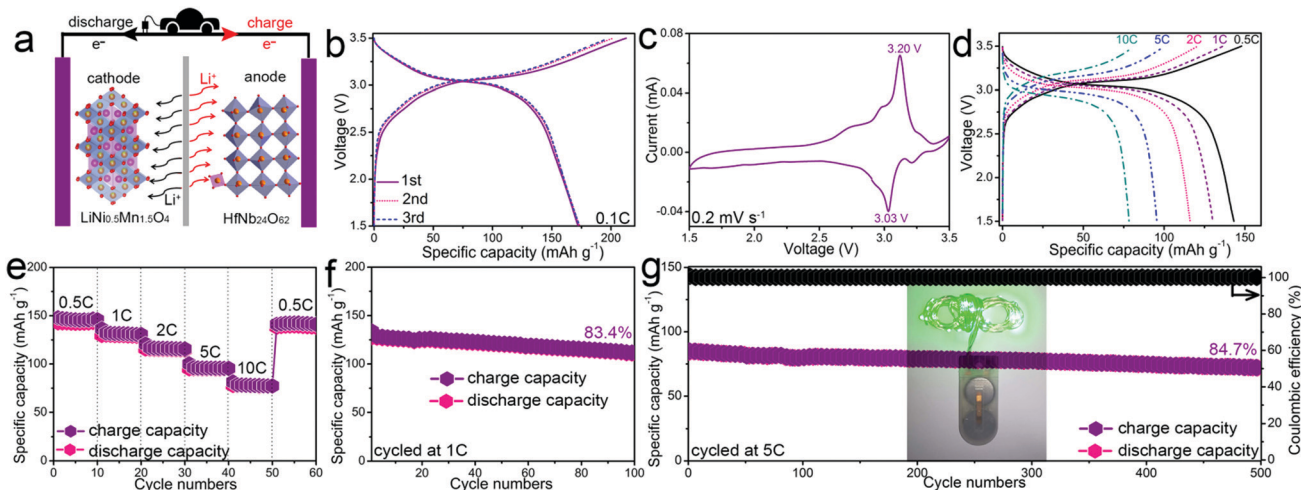 a
discharge
charge
e⁻
e⁻
cathode
Li⁺
anode
Li⁺
LiNi0.5Mn1.5O4
HfNb24O62
b
Voltage (V)
3.5
3.0
2.5
2.0
1.5
1st
2nd
3rd
0.1C
0 50 100 150 200
Specific capacity (mAh g⁻¹)
c
Current (mA)
0.08
0.04
0.00
-0.04
3.20 V
3.03 V
0.2 mV s⁻¹
1.5 2.0 2.5 3.0 3.5
Voltage (V)
d
Voltage (V)
3.5
3.0
2.5
2.0
1.5
10C 5C 2C 1C 0.5C
0 50 100 150
Specific capacity (mAh g⁻¹)
e
Specific capacity (mAh g⁻¹)
200
150
100
50
0
0.5C
1C
2C
5C
10C
0.5C
charge capacity
discharge capacity
0 10 20 30 40 50 60
Cycle numbers
f
Specific capacity (mAh g⁻¹)
200
150
100
50
0
83.4%
charge capacity
discharge capacity
cycled at 1C
20 40 60 80 100
Cycle numbers
g
Specific capacity (mAh g⁻¹)
150
100
50
0
84.7%
charge capacity
discharge capacity
cycled at 5C
0 100 200 300 400 500
Cycle numbers
100
80
60
40
20
0
Coulombic efficiency (%)